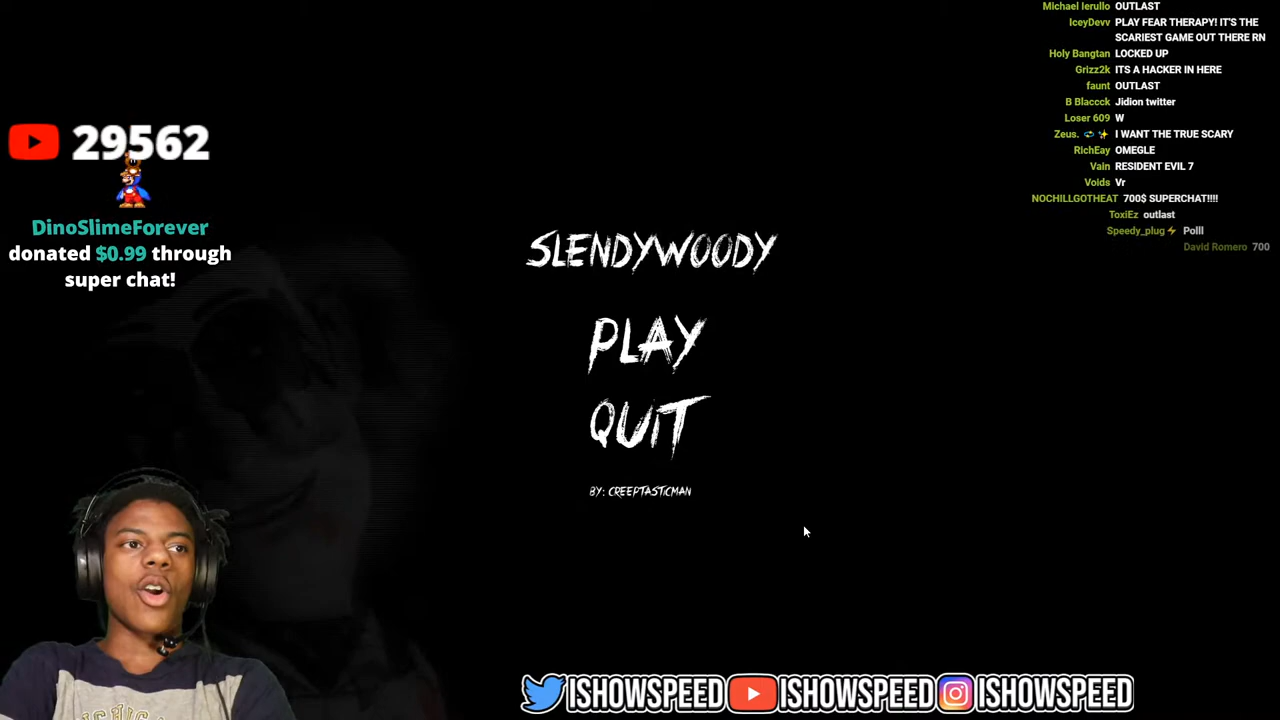 Michael Ierullo OUTLAST
IceyDevv PLAY FEAR THERAPY! IT'S THE
SCARIEST GAME OUT THERE RN
Holy Bangtan LOCKED UP
Grizz2k ITS A HACKER IN HERE
faunt OUTLAST
B Blaccck Jidion twitter
Loser 609 W
Zeus. I WANT THE TRUE SCARY
RichEay OMEGLE
Vain RESIDENT EVIL 7
Voids Vr
NOCHILLGOTHEAT 700$ SUPERCHAT!!!!
ToxiEz outlast
Speedy_plug Polll
David Romero 700
29562
DinoSlimeForever
donated $0.99 through
super chat!
SLENDYWOODY
PLAY
QUIT
BY: CREEPTASTICMAN
ISHOWSPEED ISHOWSPEED ISHOWSPEED